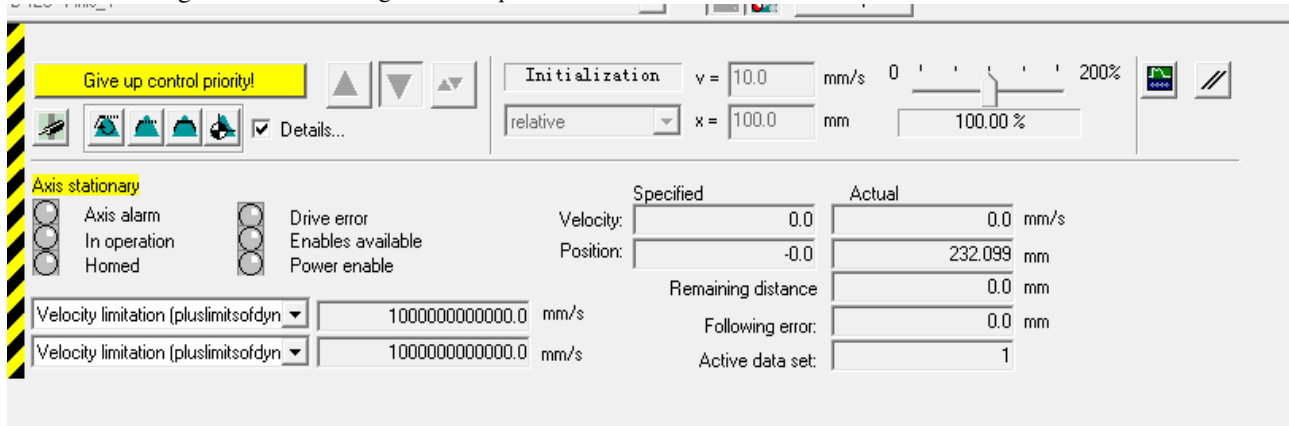 Give up control priority!
Initialization v = 10.0 mm/s 0 200%
Details... relative x = 100.0 mm 100.00 %
Axis stationary
Specified Actual
Axis alarm Drive error Velocity: 0.0 0.0 mm/s
In operation Enables available Position: -0.0 232.099 mm
Homed Power enable
Remaining distance 0.0 mm
Velocity limitation (pluslimitsofdyn 1000000000000.0 mm/s
Following error: 0.0 mm
Velocity limitation (pluslimitsofdyn 1000000000000.0 mm/s
Active data set: 1